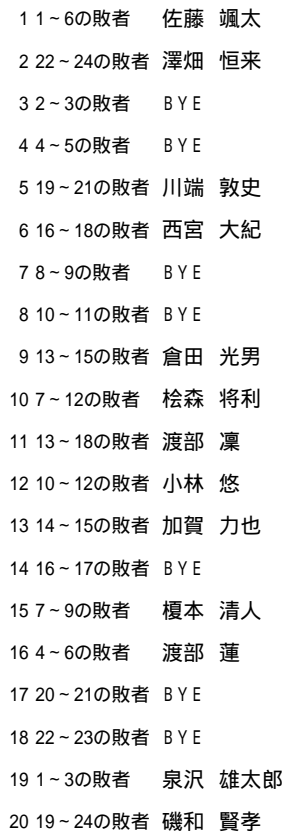 1 1~6の敗者 佐藤 颯太
2 22~24の敗者 澤畑 恒来
3 2~3の敗者 BYE
4 4~5の敗者 BYE
5 19~21の敗者 川端 敦史
6 16~18の敗者 西宮 大紀
7 8~9の敗者 BYE
8 10~11の敗者 BYE
9 13~15の敗者 倉田 光男
10 7~12の敗者 桧森 将利
11 13~18の敗者 渡部 凜
12 10~12の敗者 小林 悠
13 14~15の敗者 加賀 力也
14 16~17の敗者 BYE
15 7~9の敗者 榎本 清人
16 4~6の敗者 渡部 蓮
17 20~21の敗者 BYE
18 22~23の敗者 BYE
19 1~3の敗者 泉沢 雄太郎
20 19~24の敗者 磯和 賢孝